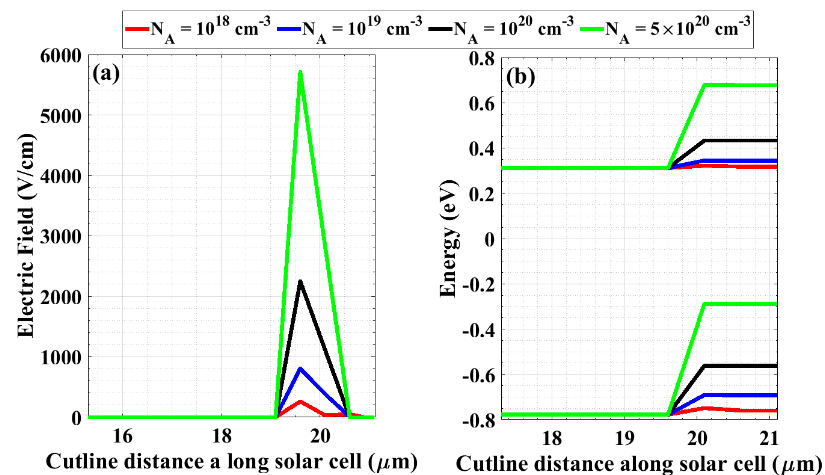 N_A = 10^18 cm^-3 N_A = 10^19 cm^-3 N_A = 10^20 cm^-3 N_A = 5×10^20 cm^-3
(a)
6000
5000
4000
3000
2000
1000
0
Electric Field (V/cm)
16 18 20
Cutline distance a long solar cell (μm)
(b)
0.8
0.6
0.4
0.2
0
-0.2
-0.4
-0.6
-0.8
Energy (eV)
18 19 20 21
Cutline distance along solar cell (μm)